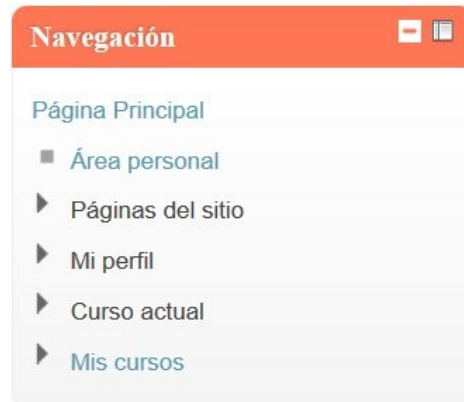 Navegación
Página Principal
Área personal
Páginas del sitio
Mi perfil
Curso actual
Mis cursos